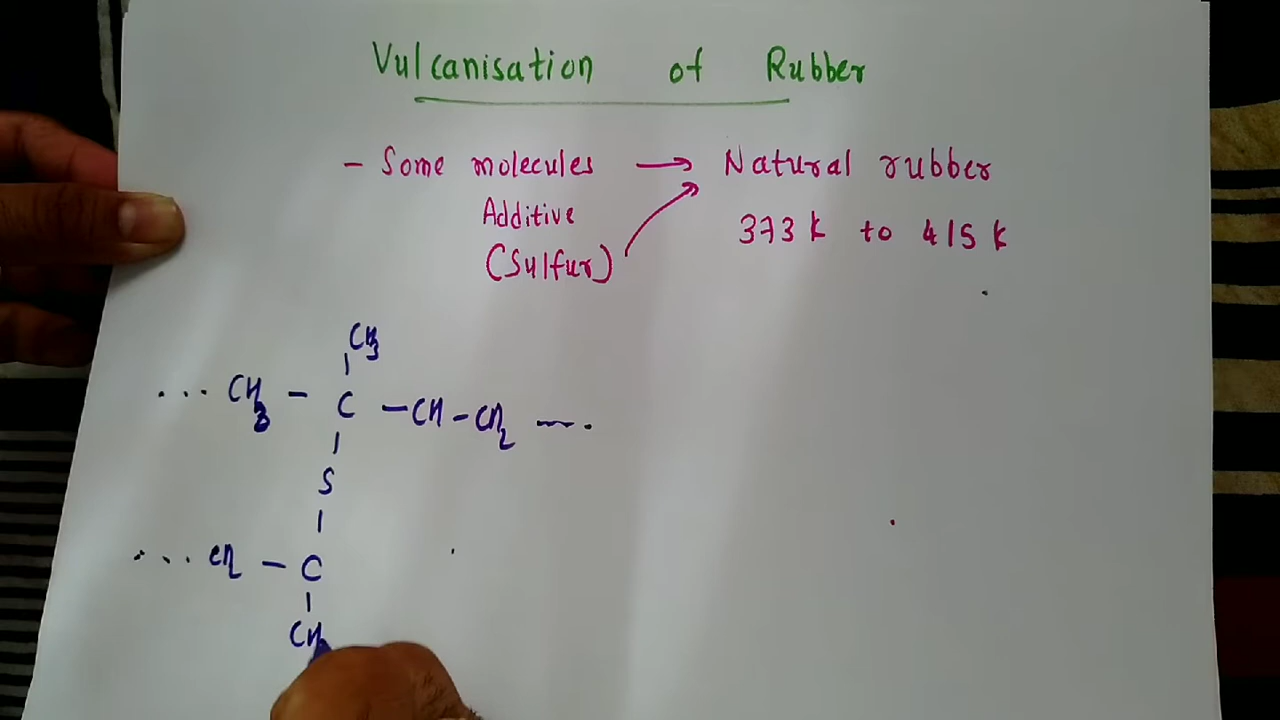 Vulcanisation of Rubber
- Some molecules → Natural rubber
Additive 373 k to 415 k
(Sulfur)
CH3
|
... CH3 - C - CH - CH2 ---.
|
S
|
... CH2 - C
|
CH